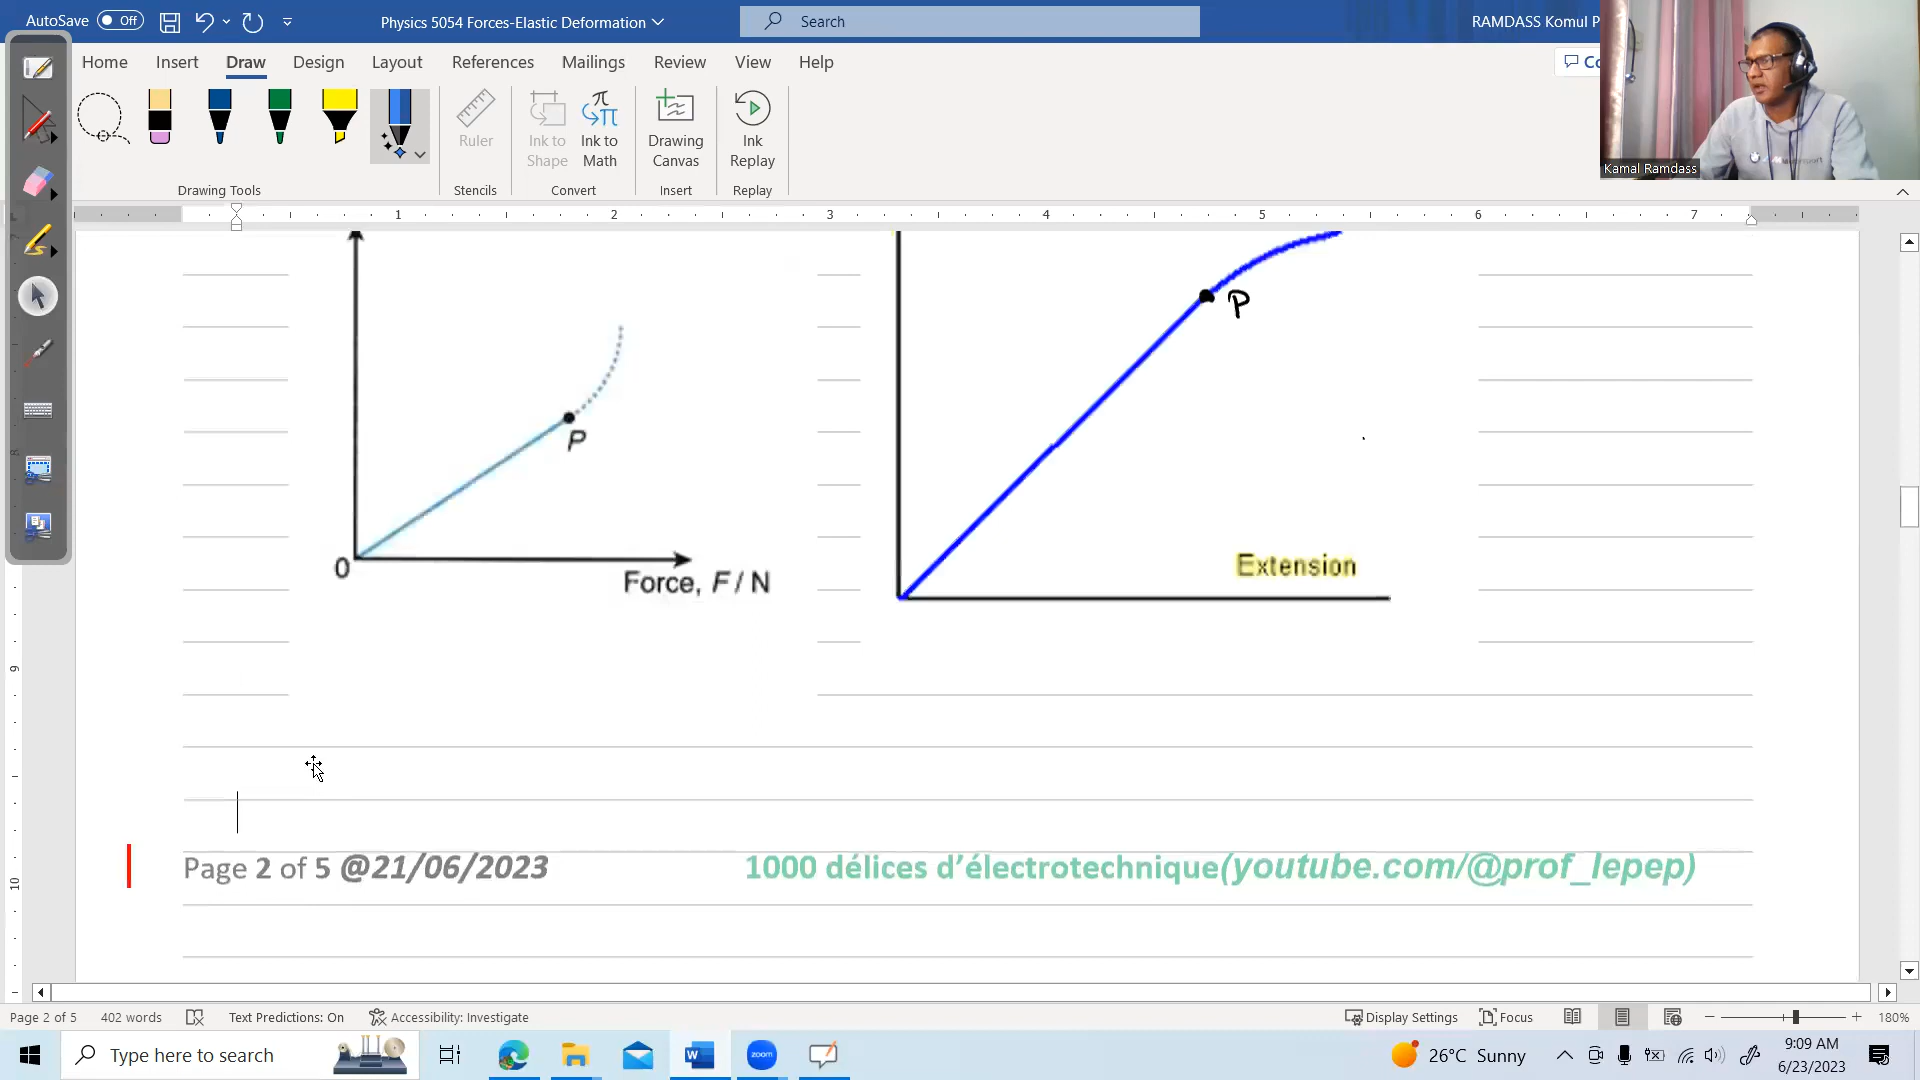 AutoSave Off
Physics 5054 Forces-Elastic Deformation
Search
RAMDASS Komul P
Home Insert Draw Design Layout References Mailings Review View Help
Ruler
Ink to Shape
Ink to Math
Drawing Canvas
Ink Replay
Drawing Tools Stencils Convert Insert Replay
Kamal Ramdass
1 2 3 4 5 6 7
P
P
0
Force, F / N
Extension
8
9
10
Page 2 of 5 @21/06/2023
1000 délices d’électrotechnique(youtube.com/@prof_lepep)
Page 2 of 5 402 words Text Predictions: On Accessibility: Investigate Display Settings Focus 180%
Type here to search
zoom
26°C Sunny
9:09 AM
6/23/2023